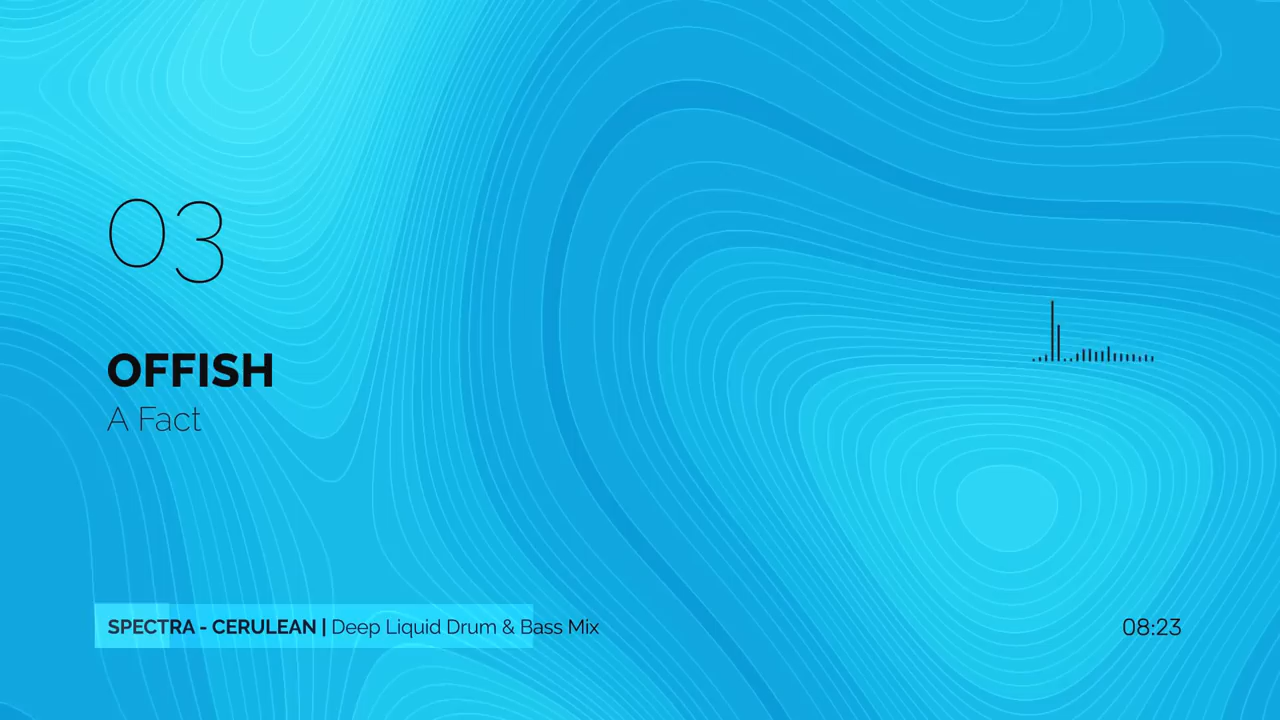 03
OFFISH
A Fact
SPECTRA - CERULEAN | Deep Liquid Drum & Bass Mix
08:23